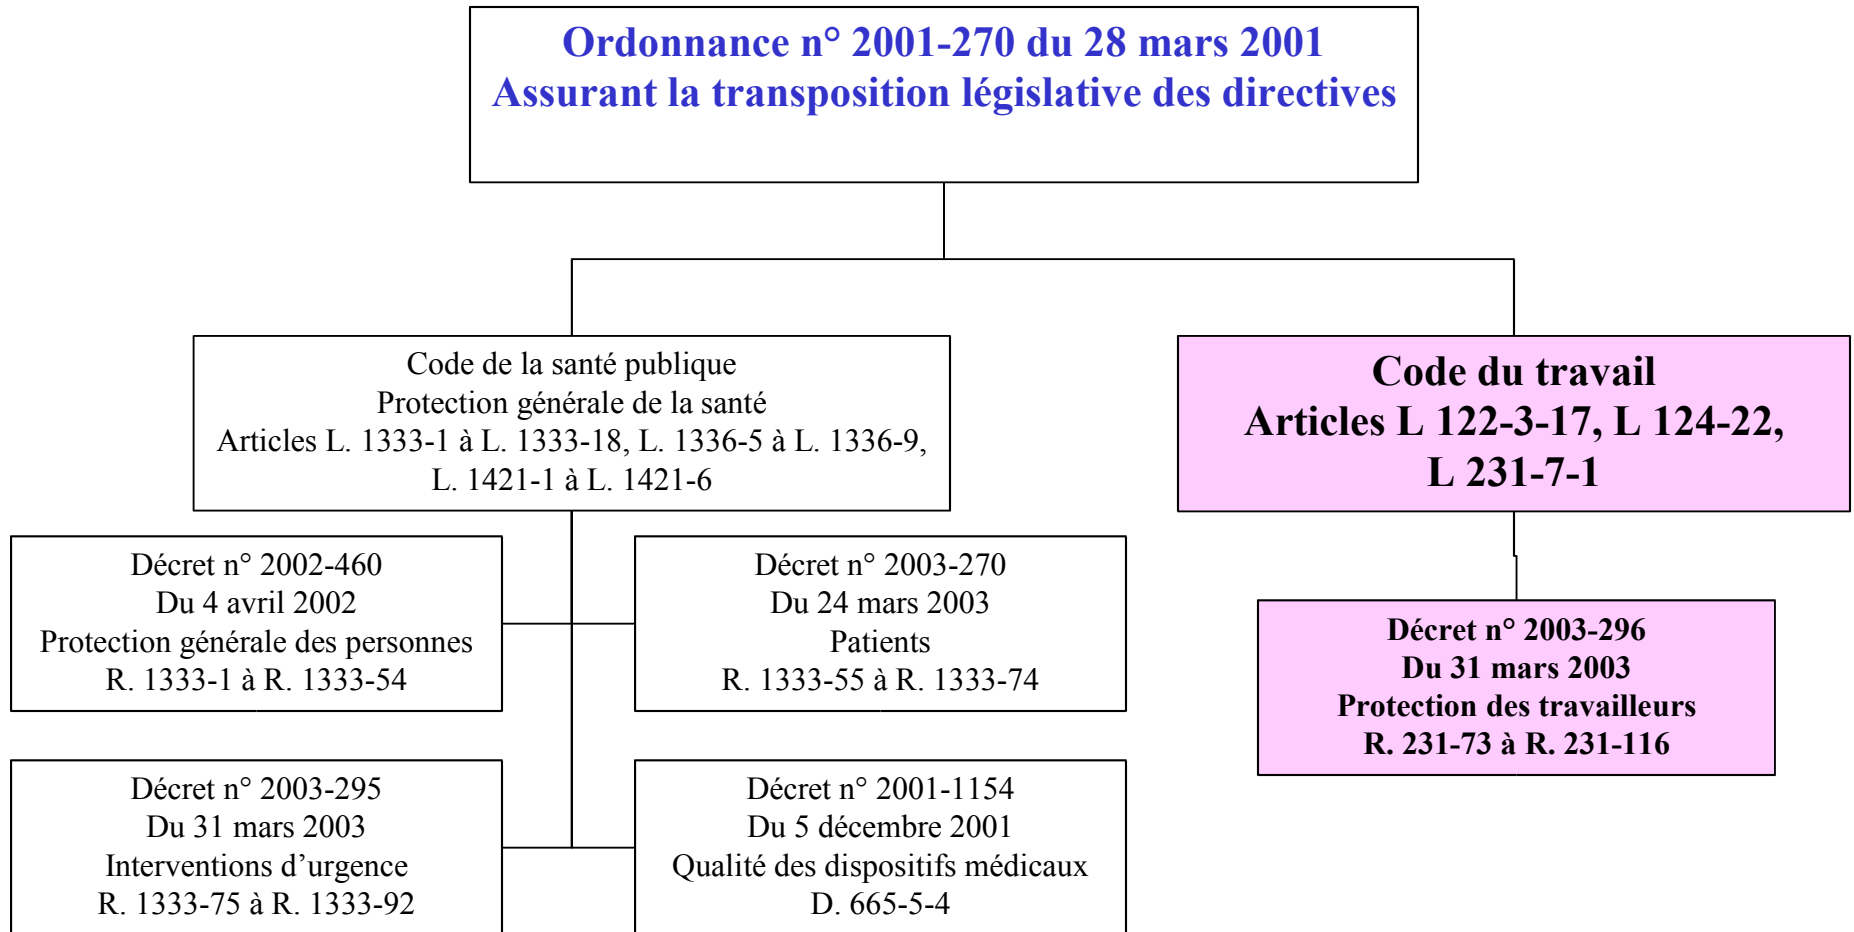 Ordonnance n° 2001-270 du 28 mars 2001
Assurant la transposition législative des directives
Code de la santé publique
Protection générale de la santé
Articles L. 1333-1 à L. 1333-18, L. 1336-5 à L. 1336-9,
L. 1421-1 à L. 1421-6
Code du travail
Articles L 122-3-17, L 124-22,
L 231-7-1
Décret n° 2002-460
Du 4 avril 2002
Protection générale des personnes
R. 1333-1 à R. 1333-54
Décret n° 2003-270
Du 24 mars 2003
Patients
R. 1333-55 à R. 1333-74
Décret n° 2003-296
Du 31 mars 2003
Protection des travailleurs
R. 231-73 à R. 231-116
Décret n° 2003-295
Du 31 mars 2003
Interventions d’urgence
R. 1333-75 à R. 1333-92
Décret n° 2001-1154
Du 5 décembre 2001
Qualité des dispositifs médicaux
D. 665-5-4